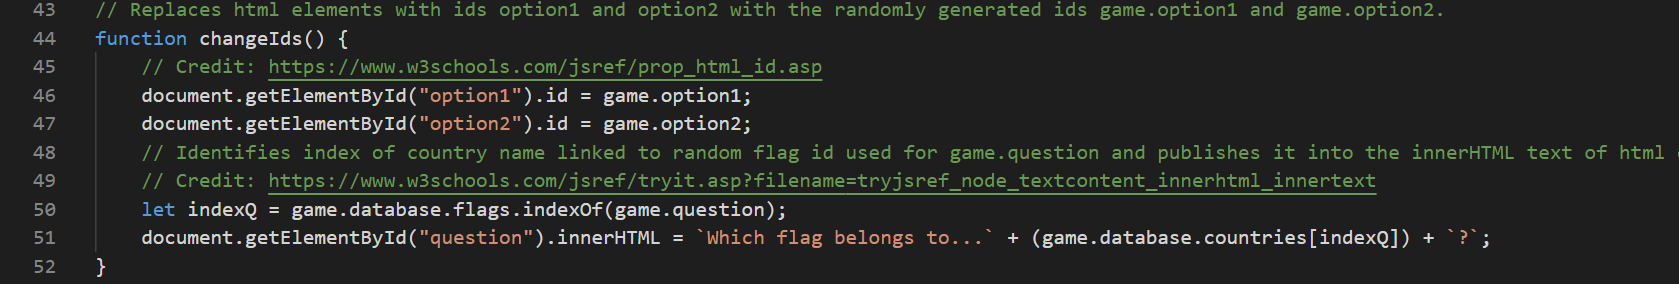 43 // Replaces html elements with ids option1 and option2 with the randomly generated ids game.option1 and game.option2.
44 function changeIds() {
45 // Credit: https://www.w3schools.com/jsref/prop_html_id.asp
46 document.getElementById("option1").id = game.option1;
47 document.getElementById("option2").id = game.option2;
48 // Identifies index of country name linked to random flag id used for game.question and publishes it into the innerHTML text of html
49 // Credit: https://www.w3schools.com/jsref/tryit.asp?filename=tryjsref_node_textcontent_innerhtml_innertext
50 let indexQ = game.database.flags.indexOf(game.question);
51 document.getElementById("question").innerHTML = `Which flag belongs to...` + (game.database.countries[indexQ]) + `?`;
52 }